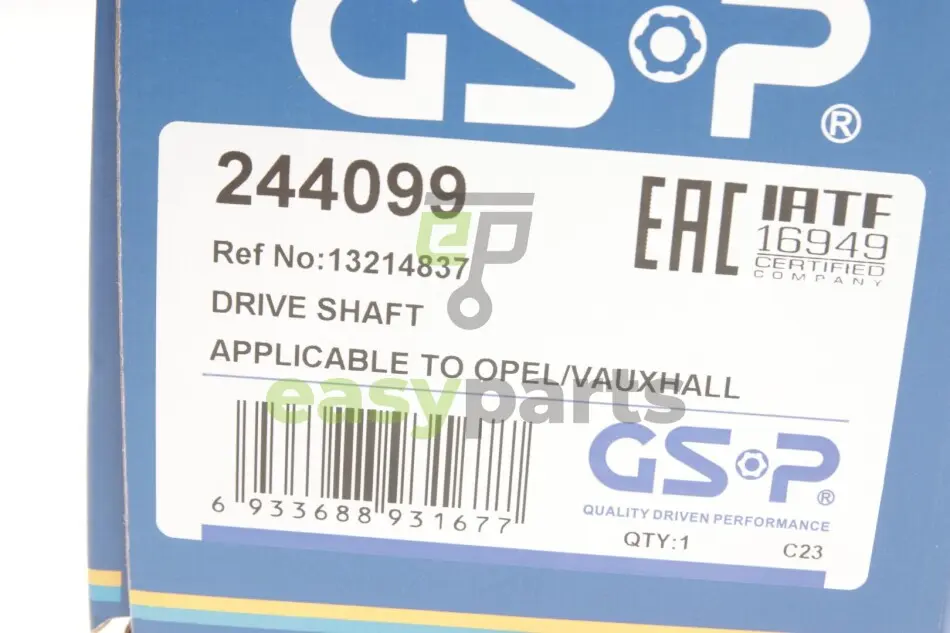 GSP®
244099
EAC
IATF
16949
CERTIFIED
COMPANY
Ref No:13214837
DRIVE SHAFT
APPLICABLE TO OPEL/VAUXHALL
easyparts
6 933688 931677
GSP®
QUALITY DRIVEN PERFORMANCE
QTY:1
C23